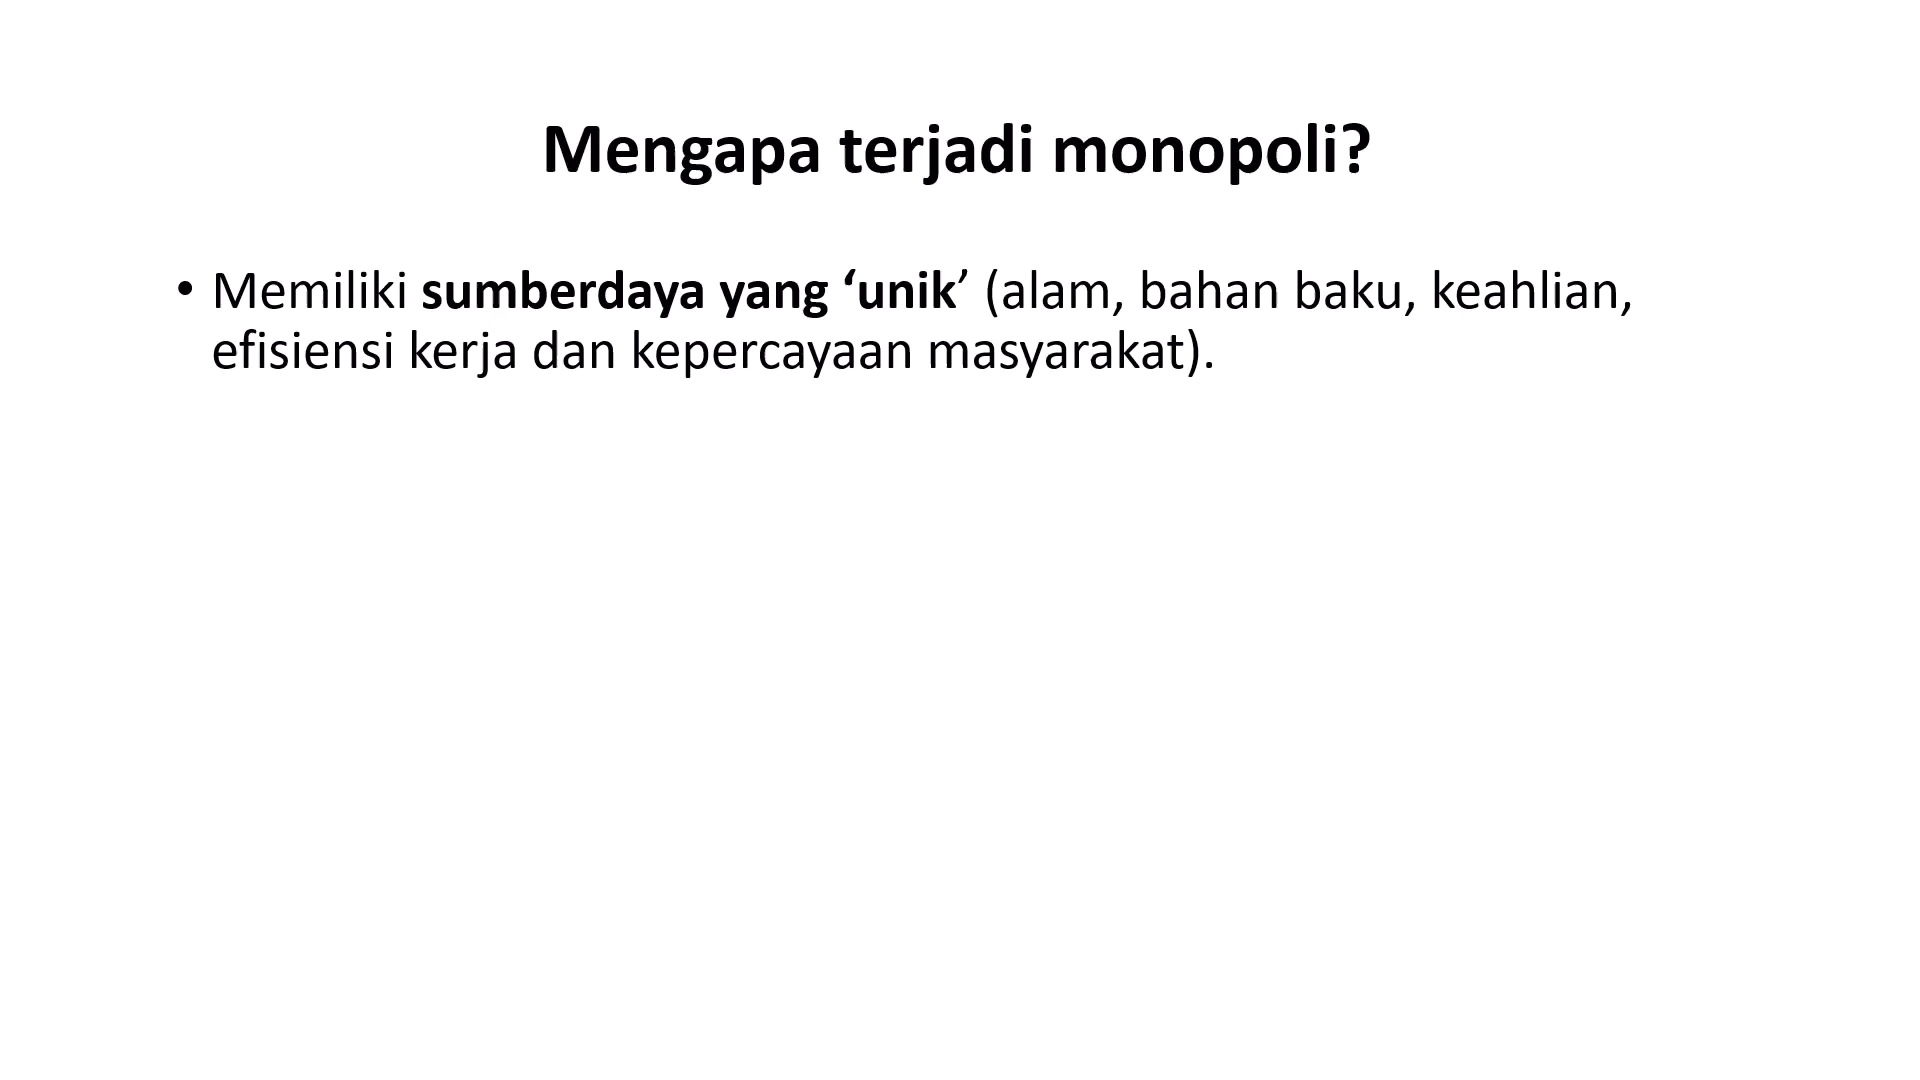 Mengapa terjadi monopoli?
• Memiliki sumberdaya yang ‘unik’ (alam, bahan baku, keahlian,
efisiensi kerja dan kepercayaan masyarakat).